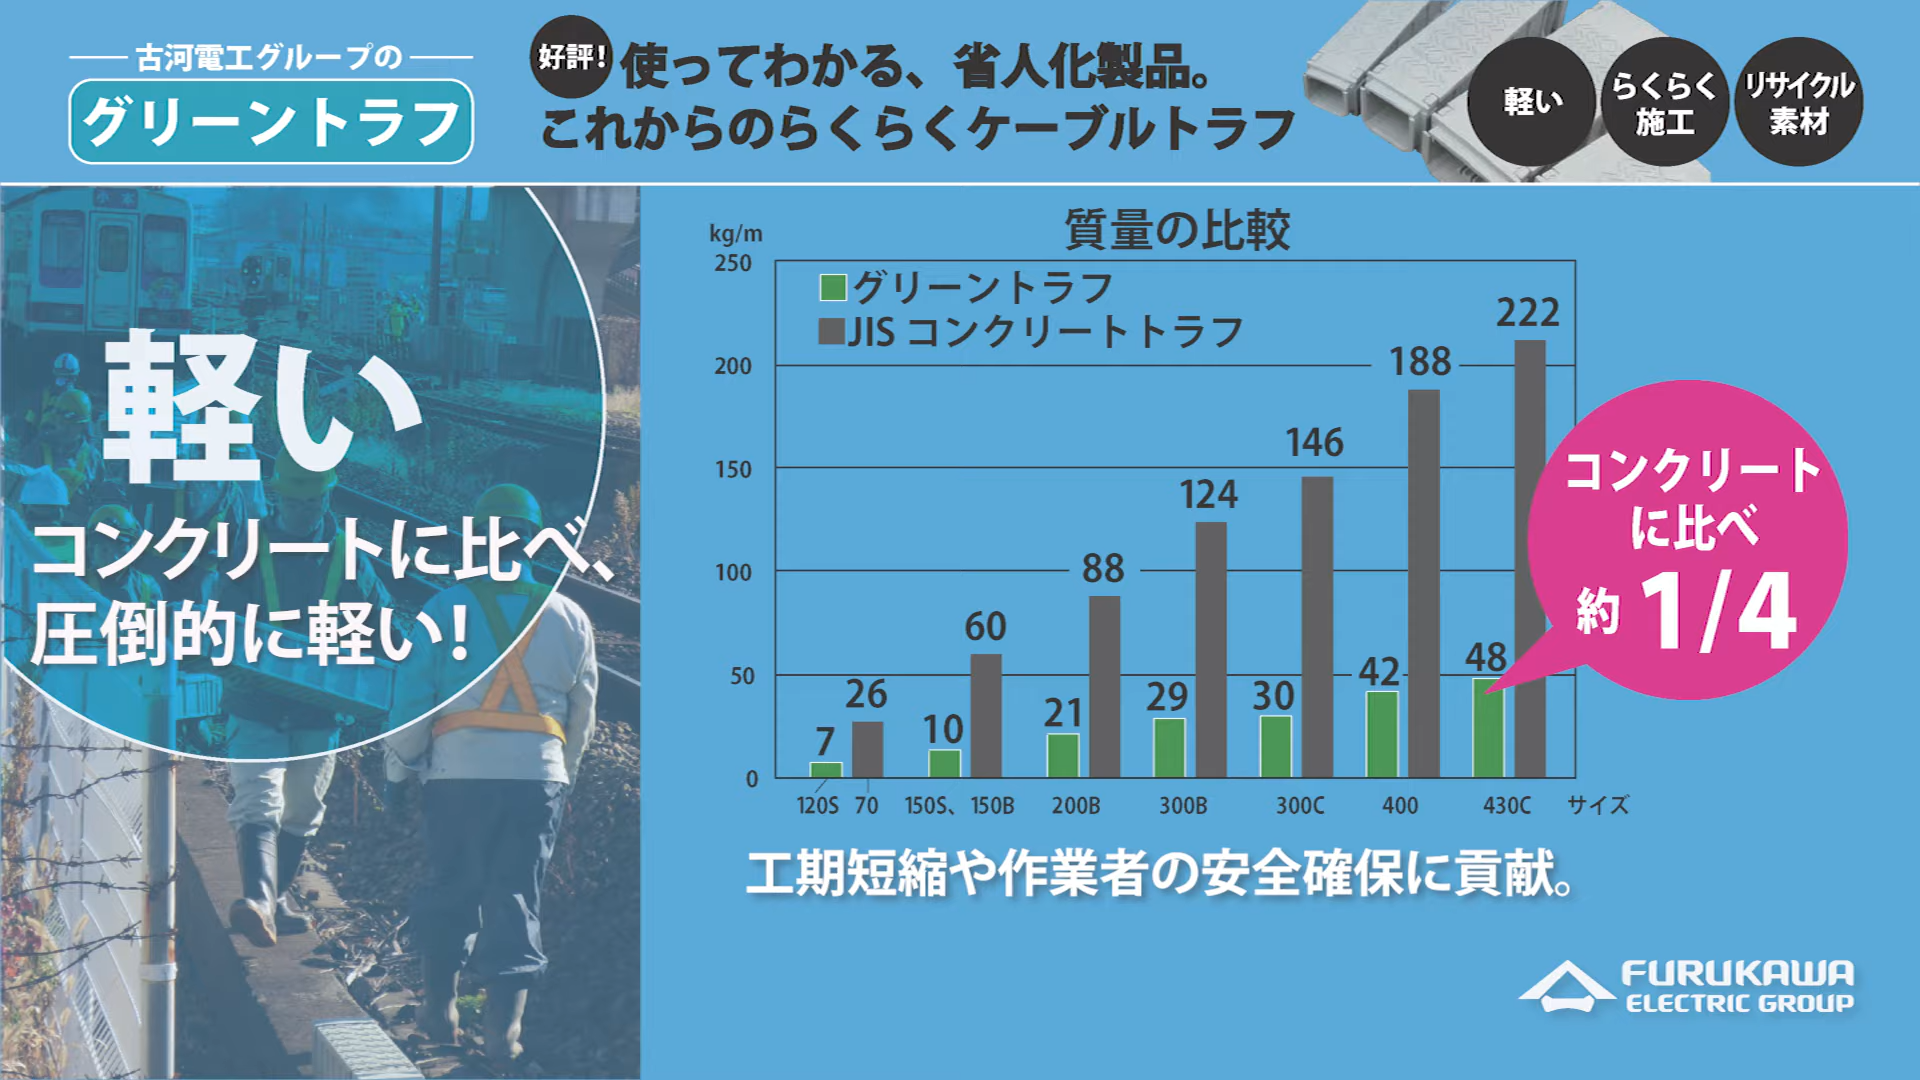 古河電工グループの
グリーントラフ
好評!
使ってわかる、省人化製品。
これからのらくらくケーブルトラフ
軽い
らくらく
施工
リサイクル
素材
軽い
コンクリートに比べ、
圧倒的に軽い!
質量の比較
kg/m
250
200
150
100
50
0
グリーントラフ
JIS コンクリートトラフ
7
26
10
60
21
88
29
124
30
146
42
188
48
222
120S 70 150S、150B 200B 300B 300C 400 430C サイズ
コンクリート
に比べ
約1/4
工期短縮や作業者の安全確保に貢献。
FURUKAWA
ELECTRIC GROUP